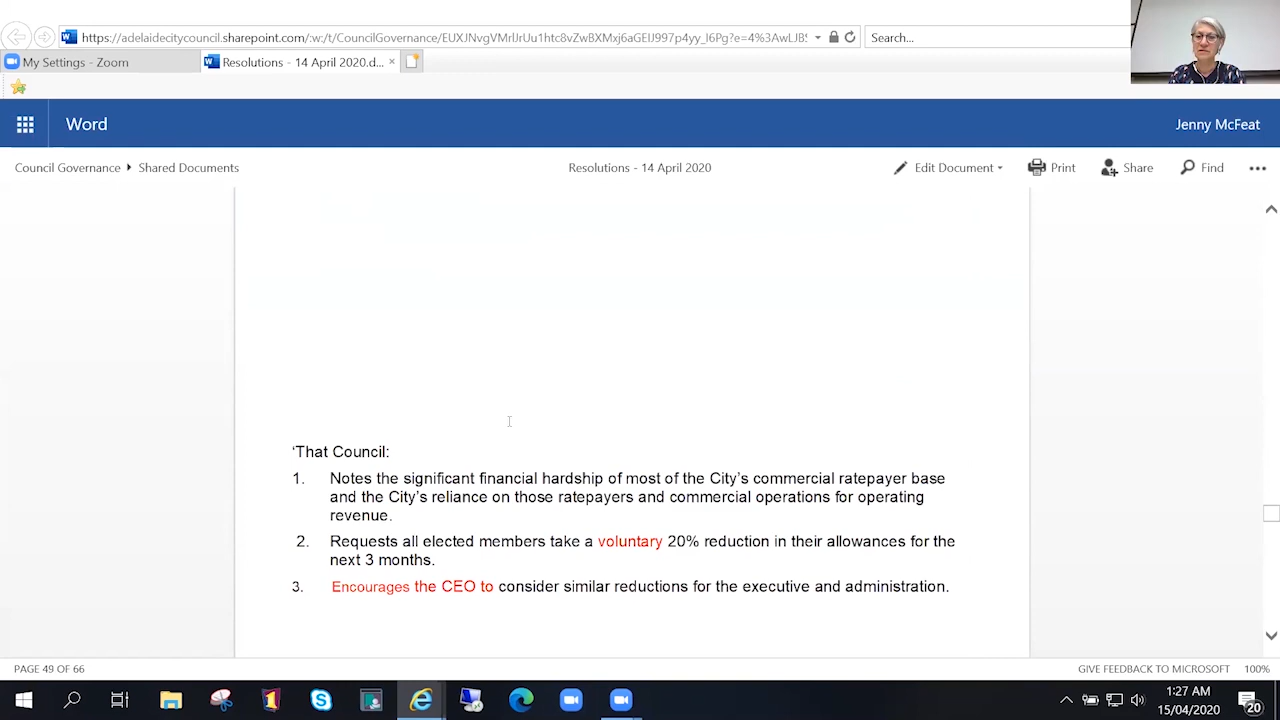 https://adelaidecitycouncil.sharepoint.com
Search...
My Settings - Zoom
Resolutions - 14 April 2020.d...
Word
Jenny McFeat
Council Governance Shared Documents
Resolutions - 14 April 2020
Edit Document
Print
Share
Find
'That Council:
1. Notes the significant financial hardship of most of the City's commercial ratepayer base
and the City's reliance on those ratepayers and commercial operations for operating
revenue.
2. Requests all elected members take a voluntary 20% reduction in their allowances for the
next 3 months.
3. Encourages the CEO to consider similar reductions for the executive and administration.
PAGE 49 OF 66
GIVE FEEDBACK TO MICROSOFT 100%
1:27 AM
15/04/2020
20